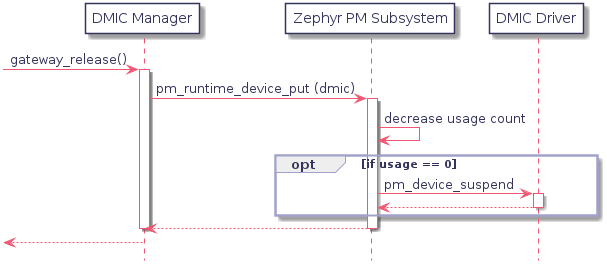 DMIC Manager
Zephyr PM Subsystem
DMIC Driver
gateway_release()
pm_runtime_device_put (dmic)
decrease usage count
opt
[if usage == 0]
pm_device_suspend